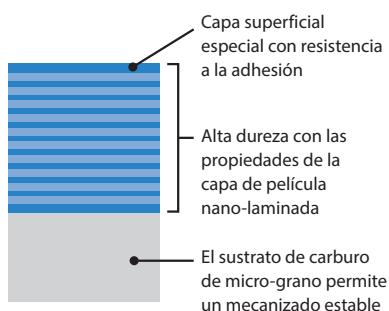 Capa superficial
especial con resistencia
a la adhesión
Alta dureza con las
propiedades de la
capa de película
nano-laminada
El sustrato de carburo
de micro-grano permite
un mecanizado estable